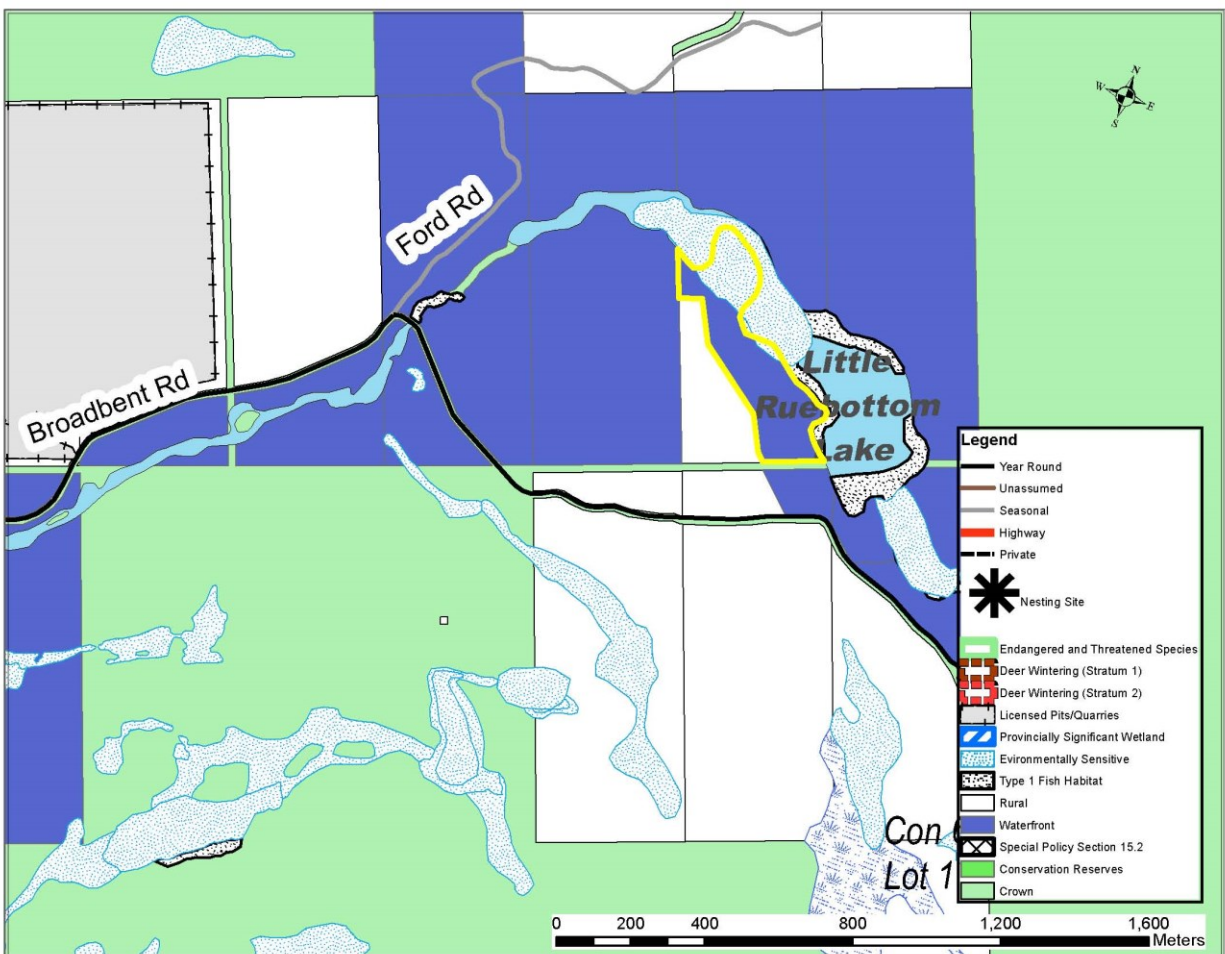 N
W
E
S
Ford Rd
Broadbent Rd
Little
Ruebottom
Lake
Legend
Year Round
Unassumed
Seasonal
Highway
Private
Nesting Site
Endangered and Threatened Species
Deer Wintering (Stratum 1)
Deer Wintering (Stratum 2)
Licensed Pits/Quarries
Provincially Significant Wetland
Evironmentally Sensitive
Type 1 Fish Habitat
Rural
Waterfront
Special Policy Section 15.2
Conservation Reserves
Crown
Con
Lot 1
0 200 400 800 1,200 1,600
Meters